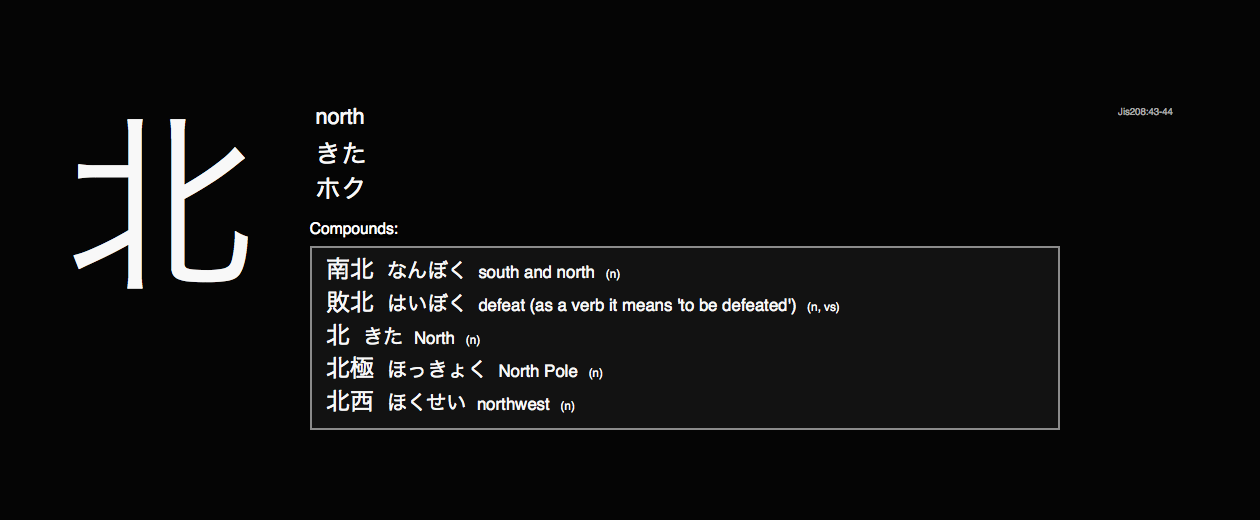 北
north
きた
ホク
Jis208:43-44
Compounds:
南北 なんぼく south and north (n)
敗北 はいぼく defeat (as a verb it means 'to be defeated') (n, vs)
北 きた North (n)
北極 ほっきょく North Pole (n)
北西 ほくせい northwest (n)